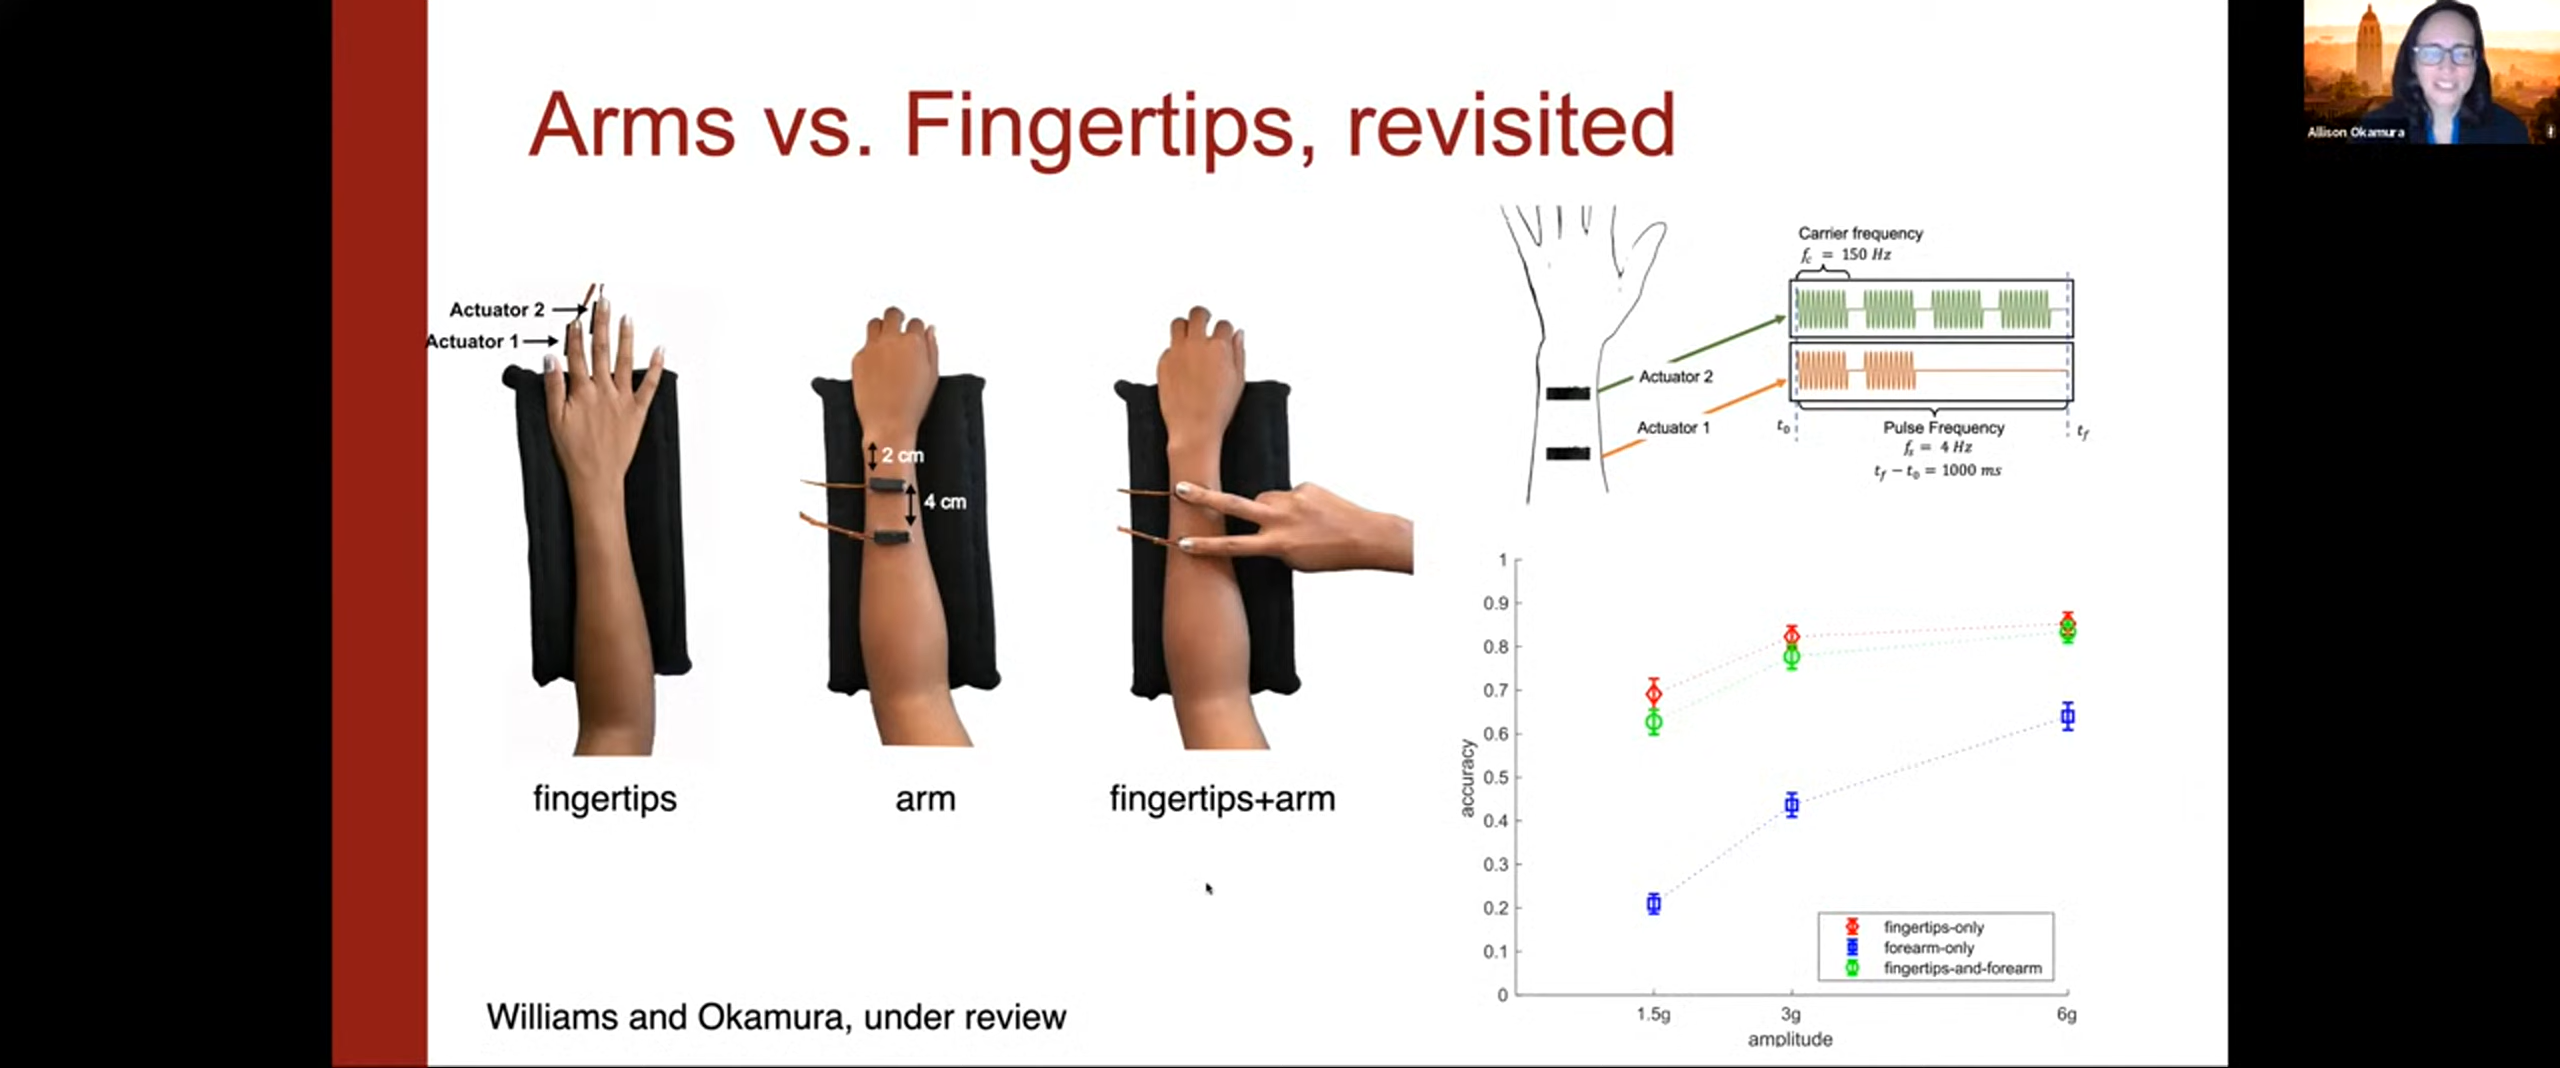 Arms vs. Fingertips, revisited
Allison Okamura
Actuator 2
Actuator 1
2 cm
4 cm
fingertips
arm
fingertips+arm
Carrier frequency
f_c = 150 Hz
Actuator 2
Actuator 1
t_0
t_f
Pulse Frequency
f_s = 4 Hz
t_f − t_0 = 1000 ms
1
0.9
0.8
0.7
0.6
0.5
0.4
0.3
0.2
0.1
0
accuracy
1.5g
3g
6g
amplitude
fingertips-only
forearm-only
fingertips-and-forearm
Williams and Okamura, under review